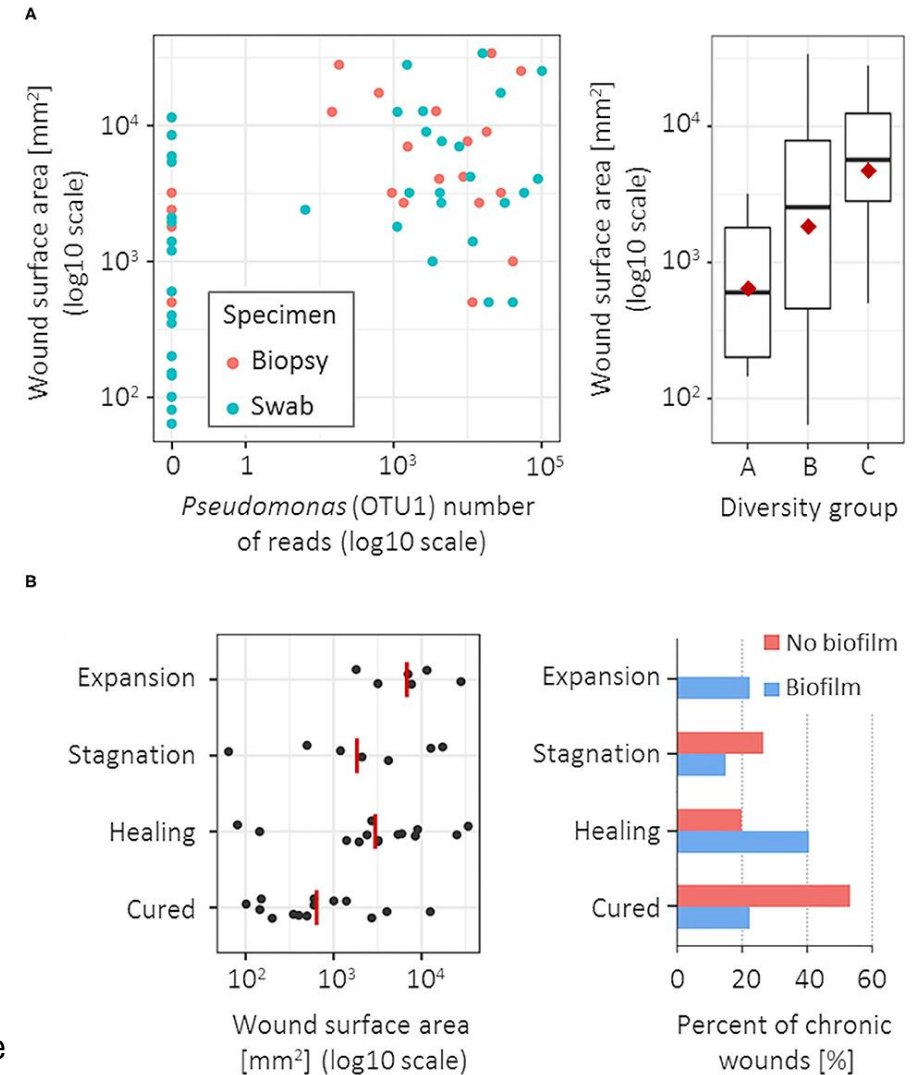 A
Wound surface area [mm²]
(log10 scale)
10⁴
10³
10²
Specimen
Biopsy
Swab
0 1 10³ 10⁵
Pseudomonas (OTU1) number
of reads (log10 scale)
Wound surface area [mm²]
(log10 scale)
10⁴
10³
10²
A B C
Diversity group
B
Expansion
Stagnation
Healing
Cured
10² 10³ 10⁴
Wound surface area
[mm²] (log10 scale)
No biofilm
Biofilm
Expansion
Stagnation
Healing
Cured
0 20 40 60
Percent of chronic
wounds [%]
e